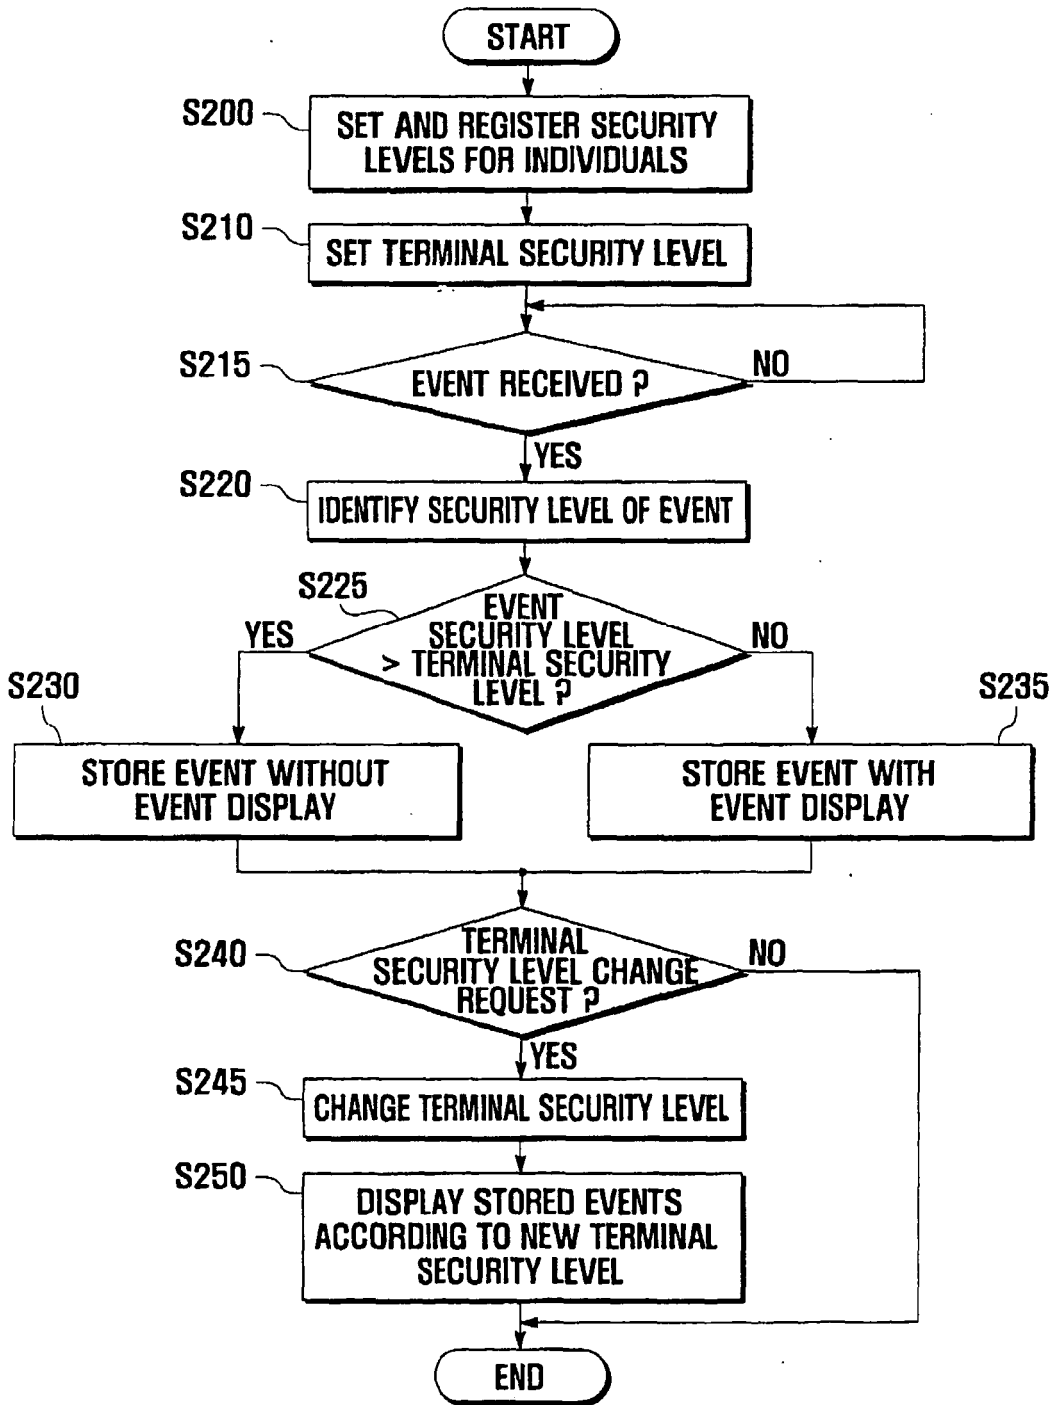 START
S200
SET AND REGISTER SECURITY
LEVELS FOR INDIVIDUALS
S210
SET TERMINAL SECURITY LEVEL
S215
EVENT RECEIVED ?
NO
YES
S220
IDENTIFY SECURITY LEVEL OF EVENT
S225
EVENT
SECURITY LEVEL
> TERMINAL SECURITY
LEVEL ?
YES
NO
S230
STORE EVENT WITHOUT
EVENT DISPLAY
S235
STORE EVENT WITH
EVENT DISPLAY
S240
TERMINAL
SECURITY LEVEL CHANGE
REQUEST ?
NO
YES
S245
CHANGE TERMINAL SECURITY LEVEL
S250
DISPLAY STORED EVENTS
ACCORDING TO NEW TERMINAL
SECURITY LEVEL
END